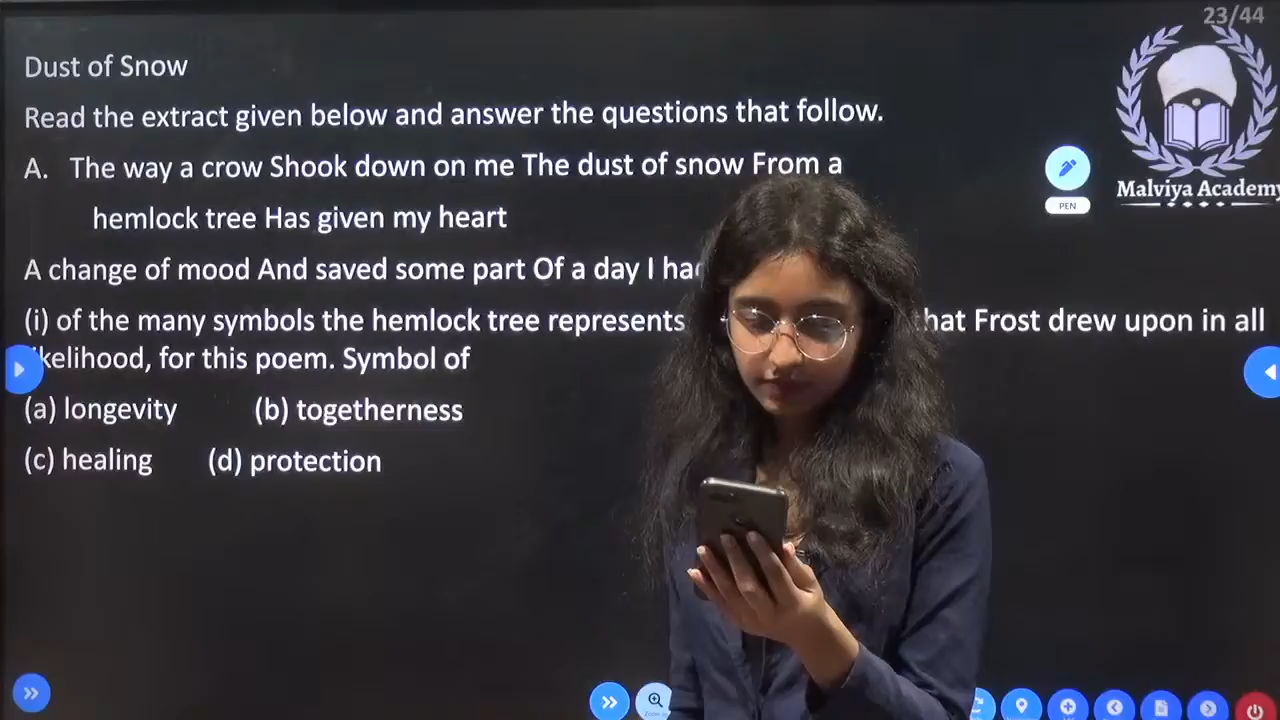 23/44
Dust of Snow
Read the extract given below and answer the questions that follow.
A. The way a crow Shook down on me The dust of snow From a
hemlock tree Has given my heart
A change of mood And saved some part Of a day I
(i) of the many symbols the hemlock tree represents that Frost drew upon in all
for this poem. Symbol of
(a) longevity (b) togetherness
(c) healing (d) protection
PEN
Malviya Academy